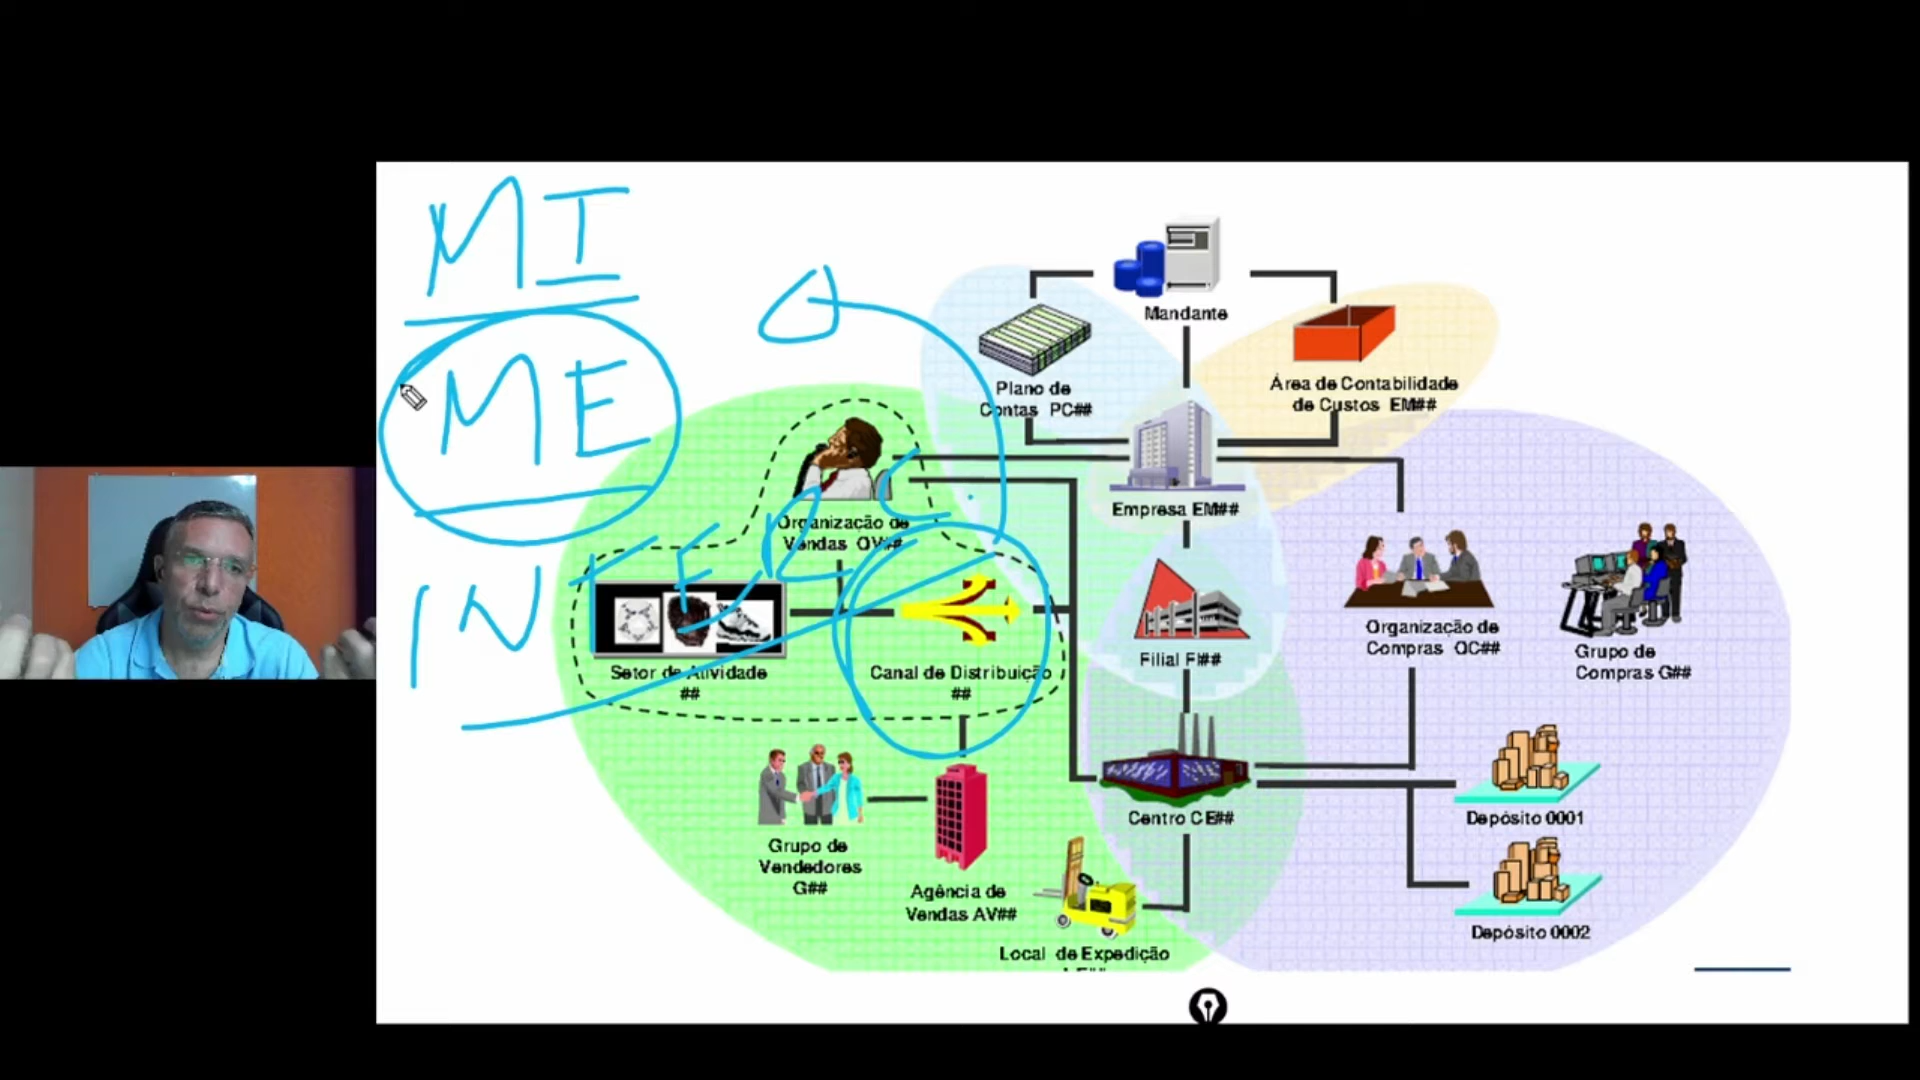 MI
ME
INTERC.
Mandante
Plano de
Contas PC##
Área de Contabilidade
de Custos EM##
Empresa EM##
Organização de
Vendas OV##
Setor de Atividade
##
Canal de Distribuição
##
Filial FI##
Organização de
Compras OC##
Grupo de
Compras G##
Grupo de
Vendedores
G##
Agência de
Vendas AV##
Centro CE##
Depósito 0001
Depósito 0002
Local de Expedição